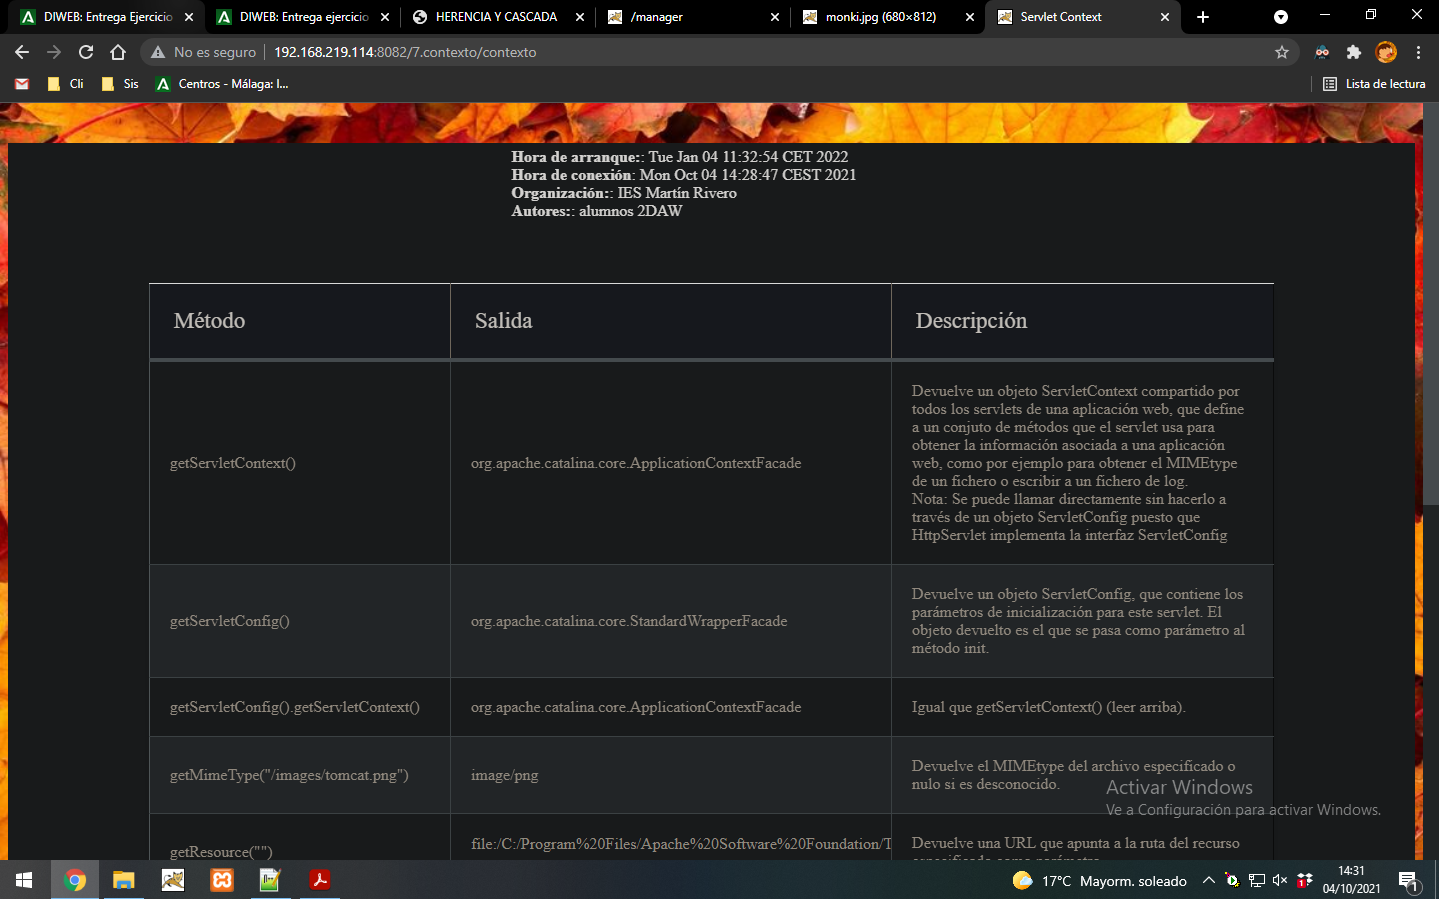 DIWEB: Entrega Ejercicio
DIWEB: Entrega ejercicio
HERENCIA Y CASCADA
/manager
monki.jpg (680×812)
Servlet Context
No es seguro
192.168.219.114:8082/7.contexto/contexto
Cli
Sis
Centros - Málaga: I...
Lista de lectura
Hora de arranque:: Tue Jan 04 11:32:54 CET 2022
Hora de conexión: Mon Oct 04 14:28:47 CEST 2021
Organización:: IES Martín Rivero
Autores:: alumnos 2DAW
Método
Salida
Descripción
getServletContext()
org.apache.catalina.core.ApplicationContextFacade
Devuelve un objeto ServletContext compartido por
todos los servlets de una aplicación web, que define
a un conjuto de métodos que el servlet usa para
obtener la información asociada a una aplicación
web, como por ejemplo para obtener el MIMEtype
de un fichero o escribir a un fichero de log.
Nota: Se puede llamar directamente sin hacerlo a
través de un objeto ServletConfig puesto que
HttpServlet implementa la interfaz ServletConfig
getServletConfig()
org.apache.catalina.core.StandardWrapperFacade
Devuelve un objeto ServletConfig, que contiene los
parámetros de inicialización para este servlet. El
objeto devuelto es el que se pasa como parámetro al
método init.
getServletConfig().getServletContext()
org.apache.catalina.core.ApplicationContextFacade
Igual que getServletContext() (leer arriba).
getMimeType("/images/tomcat.png")
image/png
Devuelve el MIMEtype del archivo especificado o
nulo si es desconocido.
getResource("")
file:/C:/Program%20Files/Apache%20Software%20Foundation/T
Devuelve una URL que apunta a la ruta del recurso
especificado como parámetro
Activar Windows
Ve a Configuración para activar Windows.
17°C Mayorm. soleado
14:31
04/10/2021
1